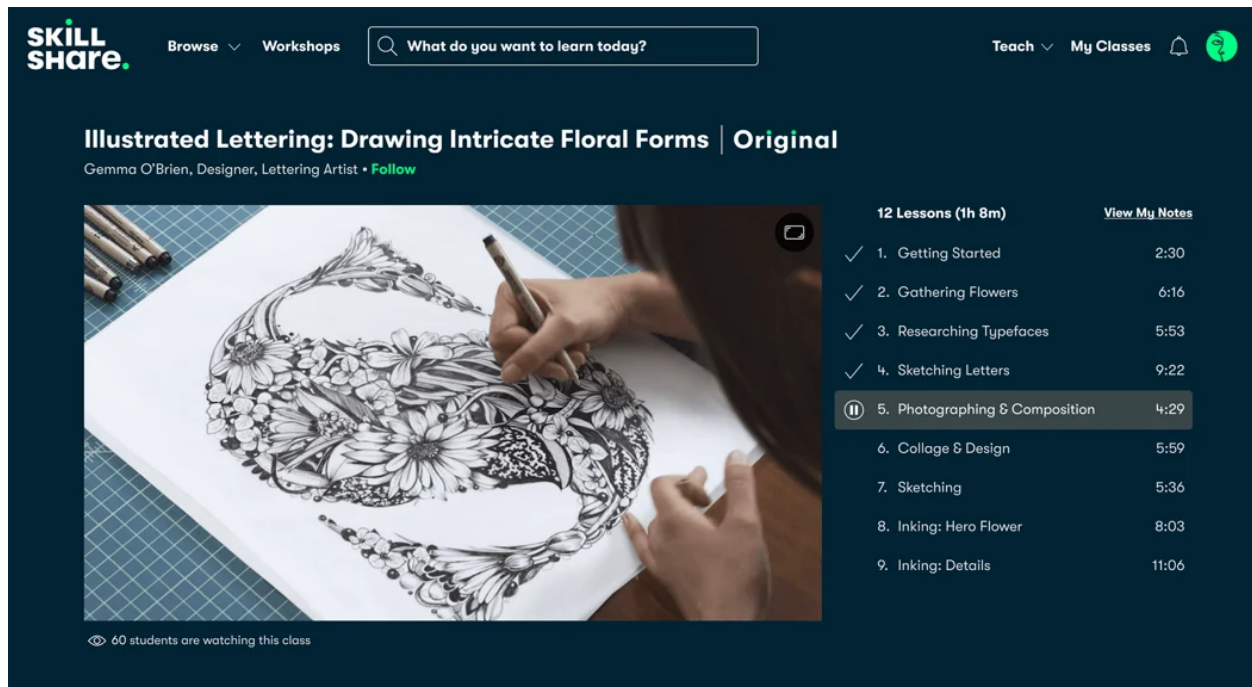 SKiLL
SHare.
Browse
Workshops
What do you want to learn today?
Teach
My Classes
Illustrated Lettering: Drawing Intricate Floral Forms | Original
Gemma O'Brien, Designer, Lettering Artist • Follow
12 Lessons (1h 8m)
View My Notes
1. Getting Started 2:30
2. Gathering Flowers 6:16
3. Researching Typefaces 5:53
4. Sketching Letters 9:22
5. Photographing & Composition 4:29
6. Collage & Design 5:59
7. Sketching 5:36
8. Inking: Hero Flower 8:03
9. Inking: Details 11:06
60 students are watching this class